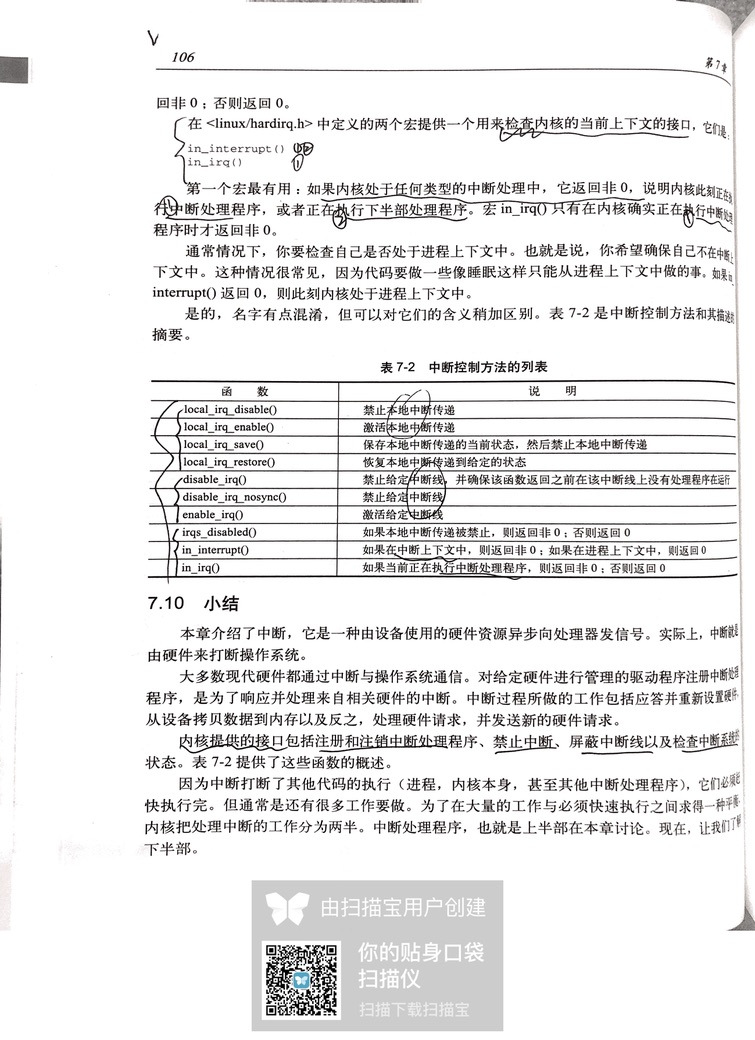 106
第7章
回非 0；否则返回 0。
在 <linux/hardirq.h> 中定义的两个宏提供一个用来检查内核的当前上下文的接口，它们是：
in_interrupt() ①②
in_irq() ①
第一个宏最有用：如果内核处于任何类型的中断处理中，它返回非 0，说明内核此刻正在执
行中断处理程序，或者正在执行下半部处理程序。宏 in_irq() 只有在内核确实正在执行中断处理
程序时才返回非 0。
通常情况下，你要检查自己是否处于进程上下文中。也就是说，你希望确保自己不在中断上
下文中。这种情况很常见，因为代码要做一些像睡眠这样只能从进程上下文中做的事。如果 in_
interrupt() 返回 0，则此刻内核处于进程上下文中。
是的，名字有点混淆，但可以对它们的含义稍加区别。表 7-2 是中断控制方法和其描述的
摘要。
表 7-2 中断控制方法的列表
函 数 说 明
local_irq_disable() 禁止本地中断传递
local_irq_enable() 激活本地中断传递
local_irq_save() 保存本地中断传递的当前状态，然后禁止本地中断传递
local_irq_restore() 恢复本地中断传递到给定的状态
disable_irq() 禁止给定中断线，并确保该函数返回之前在该中断线上没有处理程序在运行
disable_irq_nosync() 禁止给定中断线
enable_irq() 激活给定中断线
irqs_disabled() 如果本地中断传递被禁止，则返回非 0；否则返回 0
in_interrupt() 如果在中断上下文中，则返回非 0；如果在进程上下文中，则返回 0
in_irq() 如果当前正在执行中断处理程序，则返回非 0；否则返回 0
7.10 小结
本章介绍了中断，它是一种由设备使用的硬件资源异步向处理器发信号。实际上，中断就是
由硬件来打断操作系统。
大多数现代硬件都通过中断与操作系统通信。对给定硬件进行管理的驱动程序注册中断处理
程序，是为了响应并处理来自相关硬件的中断。中断过程所做的工作包括应答并重新设置硬件，
从设备拷贝数据到内存以及反之，处理硬件请求，并发送新的硬件请求。
内核提供的接口包括注册和注销中断处理程序、禁止中断、屏蔽中断线以及检查中断系统的
状态。表 7-2 提供了这些函数的概述。
因为中断打断了其他代码的执行（进程，内核本身，甚至其他中断处理程序），它们必须赶
快执行完。但通常是还有很多工作要做。为了在大量的工作与必须快速执行之间求得一种平衡，
内核把处理中断的工作分为两半。中断处理程序，也就是上半部在本章讨论。现在，让我们了解
下半部。
由扫描宝用户创建
你的贴身口袋
扫描仪
扫描下载扫描宝